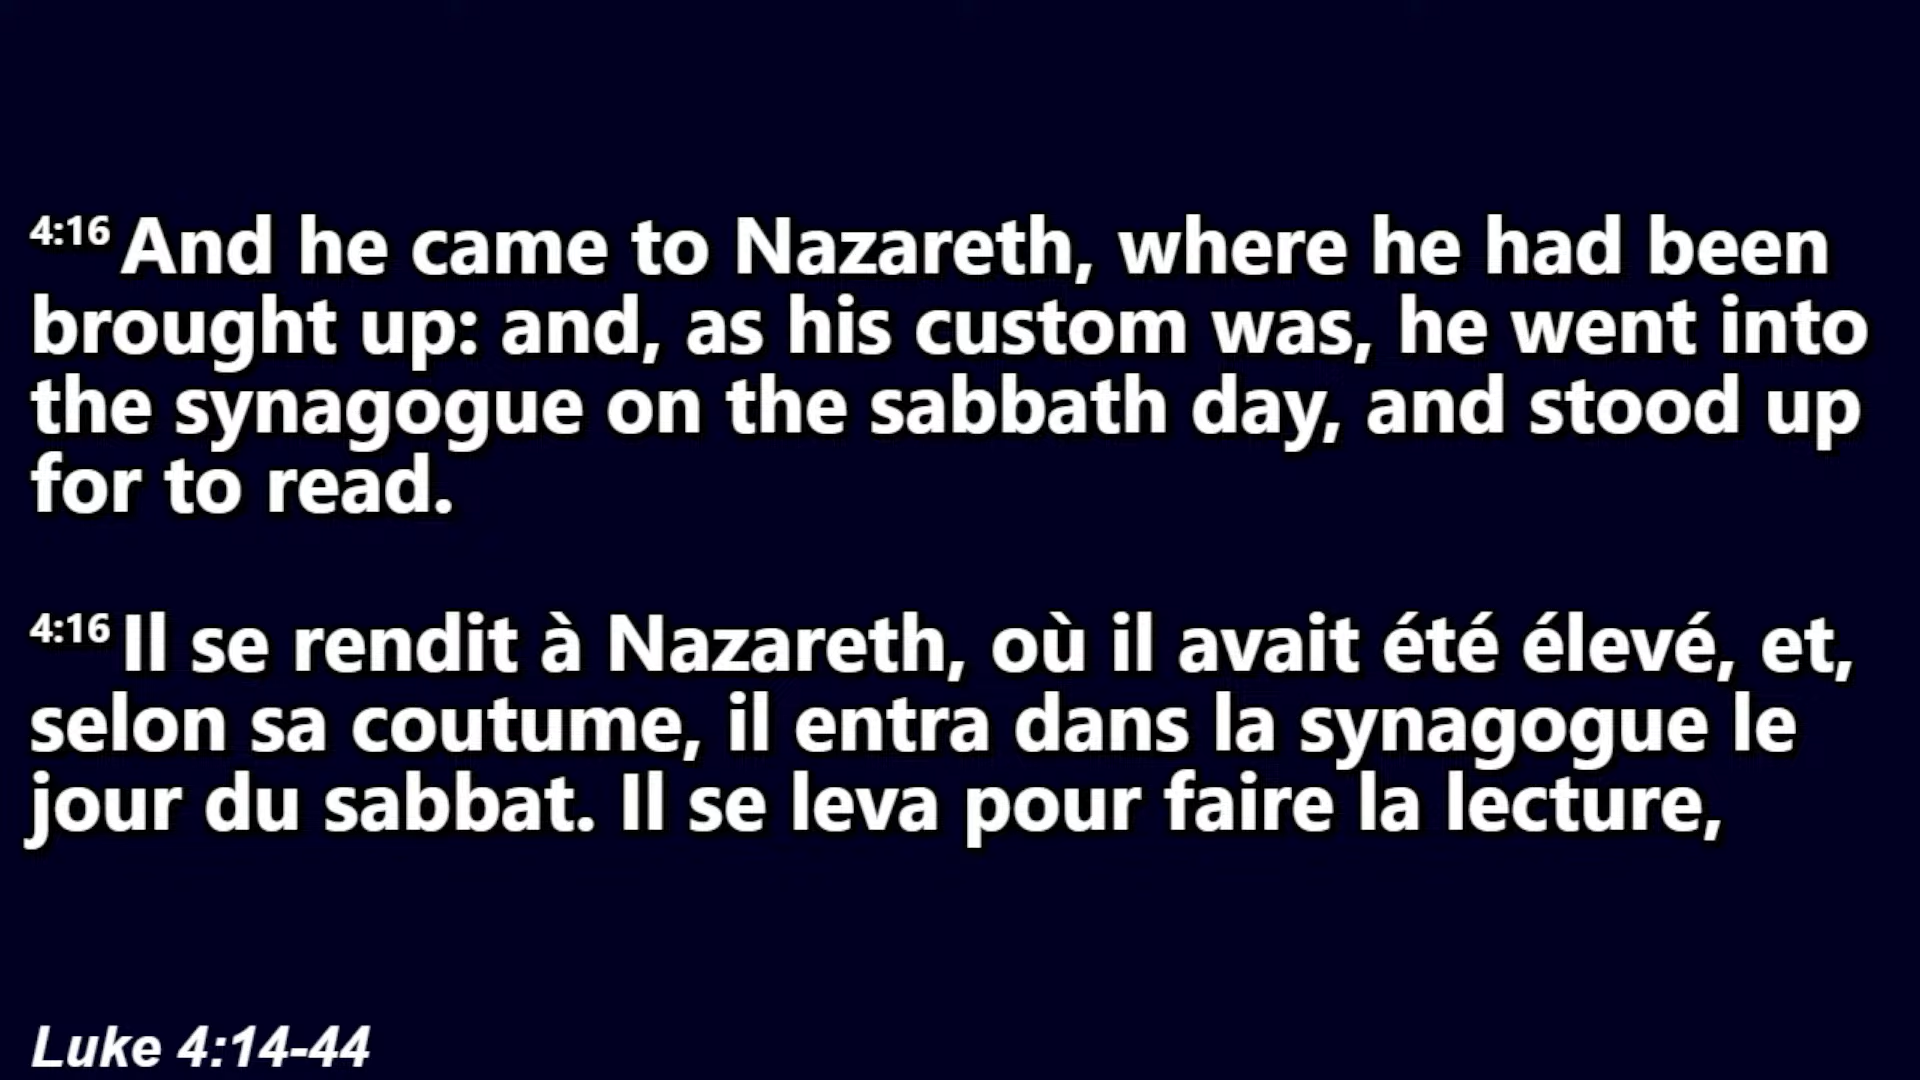 4:16 And he came to Nazareth, where he had been
brought up: and, as his custom was, he went into
the synagogue on the sabbath day, and stood up
for to read.
4:16 Il se rendit à Nazareth, où il avait été élevé, et,
selon sa coutume, il entra dans la synagogue le
jour du sabbat. Il se leva pour faire la lecture,
Luke 4:14-44